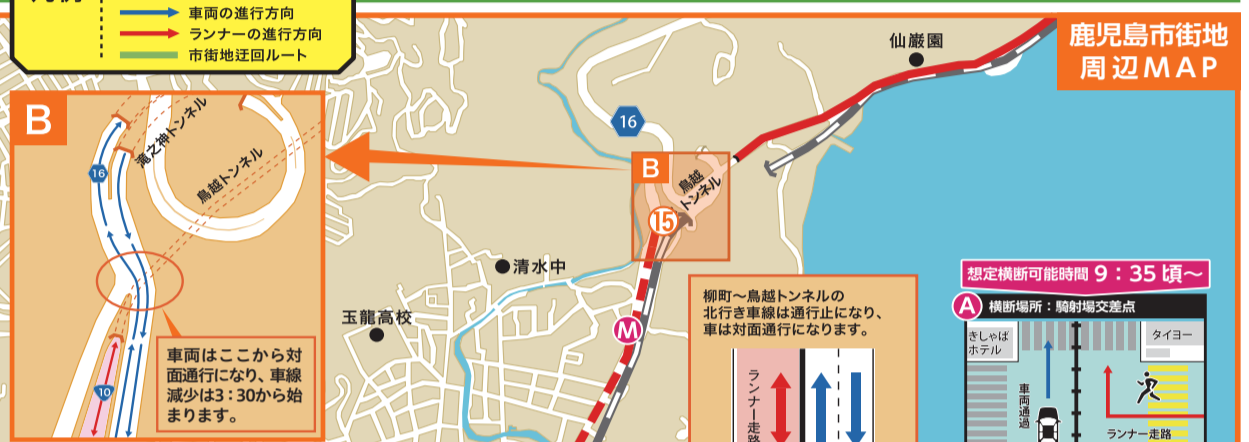 車両の進行方向
ランナーの進行方向
市街地迂回ルート
鹿児島市街地
周辺MAP
仙巌園
16
B
鳥越
トンネル
15
B
滝之神トンネル
16
鳥越トンネル
10
車両はここから対
面通行になり、車線
減少は3：30から始
まります。
清水中
玉龍高校
M
柳町〜鳥越トンネルの
北行き車線は通行止になり、
車は対面通行になります。
ランナー走路
想定横断可能時間 9：35頃〜
A 横断場所：騎射場交差点
きしゃば
ホテル
タイヨー
車両通過
ランナー走路